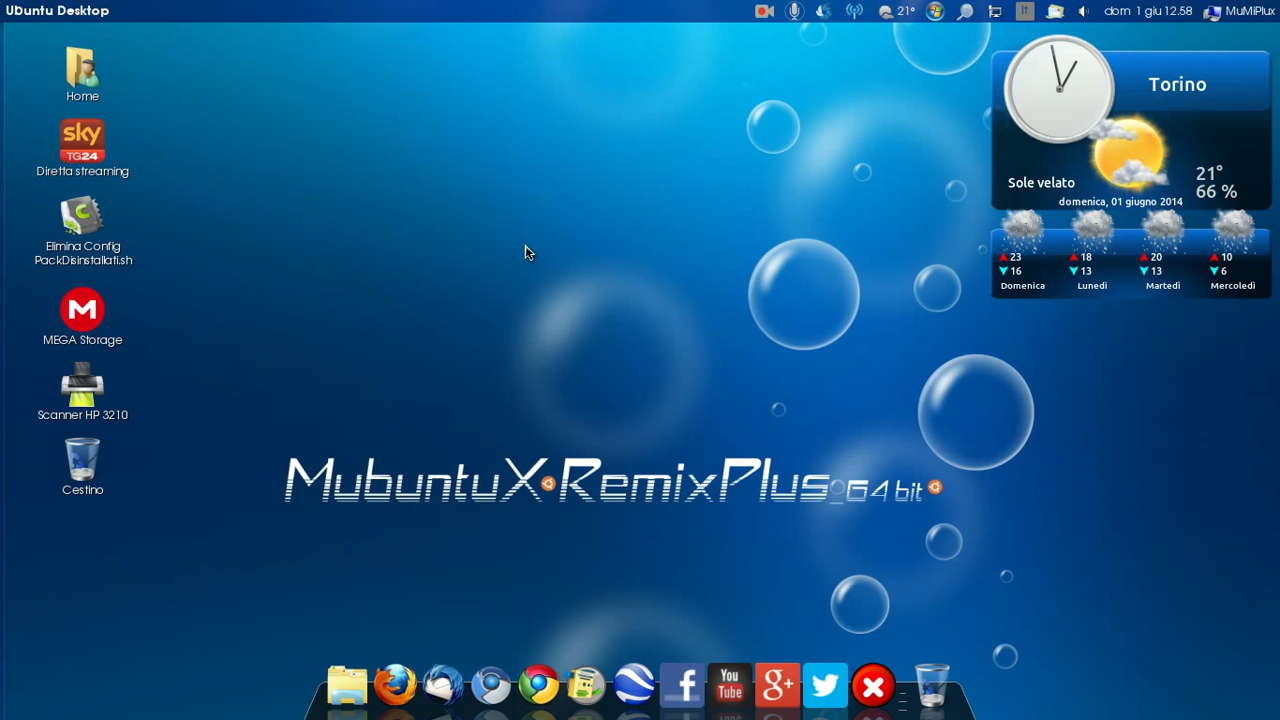 Ubuntu Desktop
21°
It
dom 1 giu 12.58
MuMiPlux
Home
sky
TG24
Diretta streaming
Elimina Config
PackDisinstallati.sh
M
MEGA Storage
Scanner HP 3210
Cestino
Torino
Sole velato
21°
66 %
domenica, 01 giugno 2014
23 18 20 10
16 13 13 6
Domenica Lunedì Martedì Mercoledì
MubuntuX RemixPlus_64 bit
f
You
Tube
g+